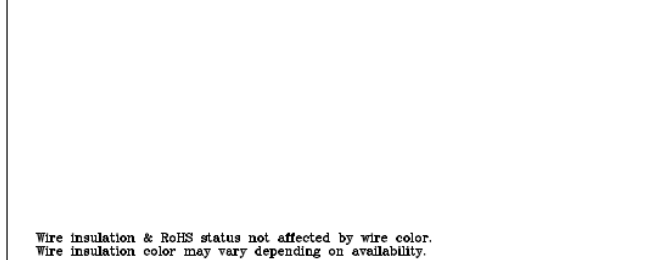 Wire insulation & RoHS status not affected by wire color.
Wire insulation color may vary depending on availability.